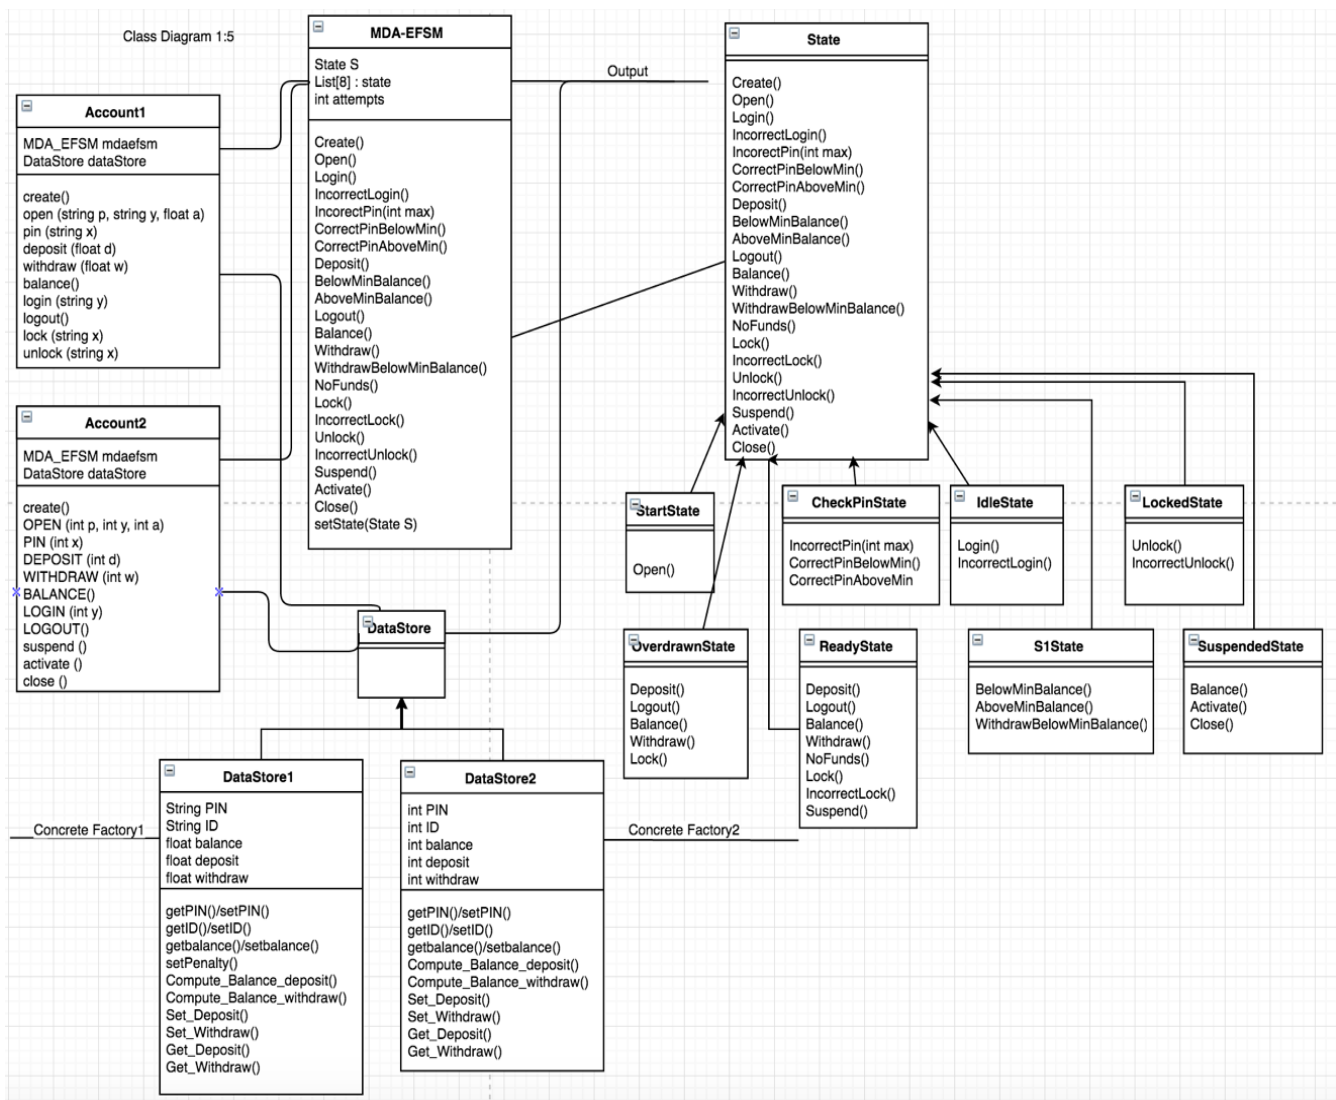 Class Diagram 1:5
MDA-EFSM
State S
List[8] : state
int attempts
Create()
Open()
Login()
IncorrectLogin()
IncorectPin(int max)
CorrectPinBelowMin()
CorrectPinAboveMin()
Deposit()
BelowMinBalance()
AboveMinBalance()
Logout()
Balance()
Withdraw()
WithdrawBelowMinBalance()
NoFunds()
Lock()
IncorrectLock()
Unlock()
IncorrectUnlock()
Suspend()
Activate()
Close()
setState(State S)
Output
State
Create()
Open()
Login()
IncorrectLogin()
IncorectPin(int max)
CorrectPinBelowMin()
CorrectPinAboveMin()
Deposit()
BelowMinBalance()
AboveMinBalance()
Logout()
Balance()
Withdraw()
WithdrawBelowMinBalance()
NoFunds()
Lock()
IncorrectLock()
Unlock()
IncorrectUnlock()
Suspend()
Activate()
Close()
Account1
MDA_EFSM mdaefsm
DataStore dataStore
create()
open (string p, string y, float a)
pin (string x)
deposit (float d)
withdraw (float w)
balance()
login (string y)
logout()
lock (string x)
unlock (string x)
Account2
MDA_EFSM mdaefsm
DataStore dataStore
create()
OPEN (int p, int y, int a)
PIN (int x)
DEPOSIT (int d)
WITHDRAW (int w)
BALANCE()
LOGIN (int y)
LOGOUT()
suspend ()
activate ()
close ()
StartState
Open()
CheckPinState
IncorrectPin(int max)
CorrectPinBelowMin()
CorrectPinAboveMin
IdleState
Login()
IncorrectLogin()
LockedState
Unlock()
IncorrectUnlock()
DataStore
OverdrawnState
Deposit()
Logout()
Balance()
Withdraw()
Lock()
ReadyState
Deposit()
Logout()
Balance()
Withdraw()
NoFunds()
Lock()
IncorrectLock()
Suspend()
S1State
BelowMinBalance()
AboveMinBalance()
WithdrawBelowMinBalance()
SuspendedState
Balance()
Activate()
Close()
Concrete Factory1
DataStore1
String PIN
String ID
float balance
float deposit
float withdraw
getPIN()/setPIN()
getID()/setID()
getbalance()/setbalance()
setPenalty()
Compute_Balance_deposit()
Compute_Balance_withdraw()
Set_Deposit()
Set_Withdraw()
Get_Deposit()
Get_Withdraw()
DataStore2
int PIN
int ID
int balance
int deposit
int withdraw
getPIN()/setPIN()
getID()/setID()
getbalance()/setbalance()
Compute_Balance_deposit()
Compute_Balance_withdraw()
Set_Deposit()
Set_Withdraw()
Get_Deposit()
Get_Withdraw()
Concrete Factory2